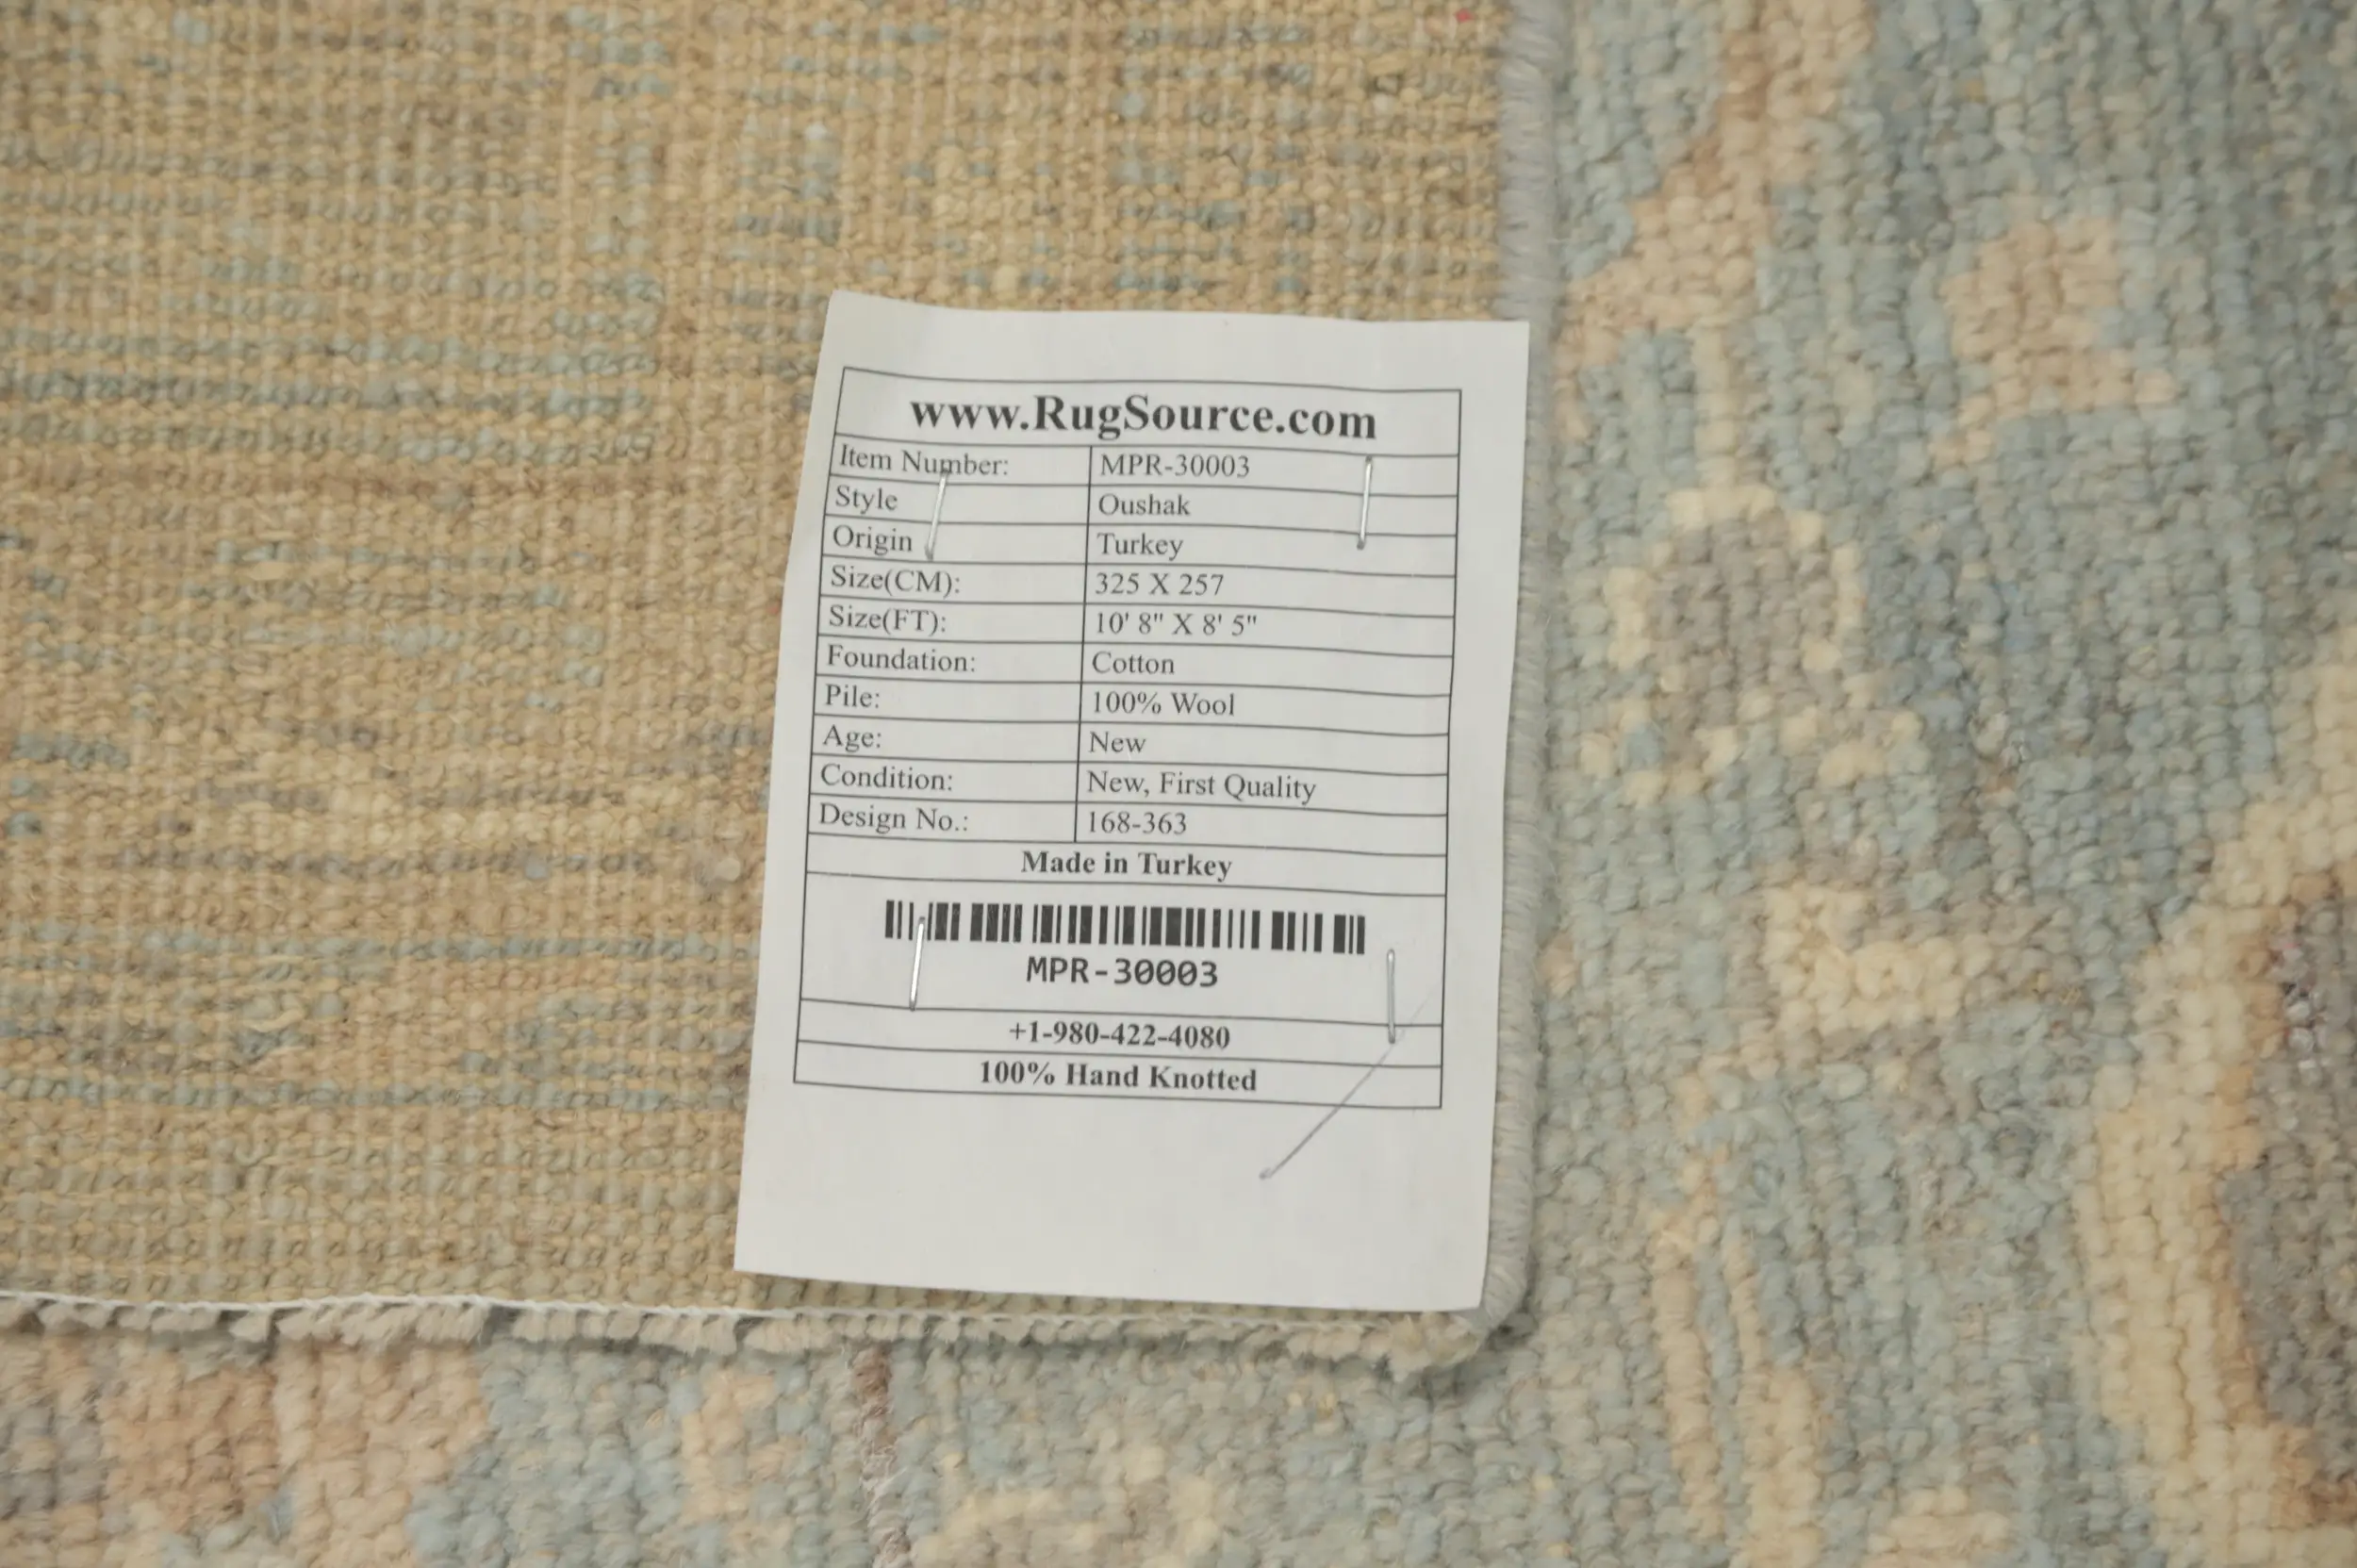 www.RugSource.com
Item Number: MPR-30003
Style Oushak
Origin Turkey
Size(CM): 325 X 257
Size(FT): 10' 8" X 8' 5"
Foundation: Cotton
Pile: 100% Wool
Age: New
Condition: New, First Quality
Design No.: 168-363
Made in Turkey
MPR-30003
+1-980-422-4080
100% Hand Knotted